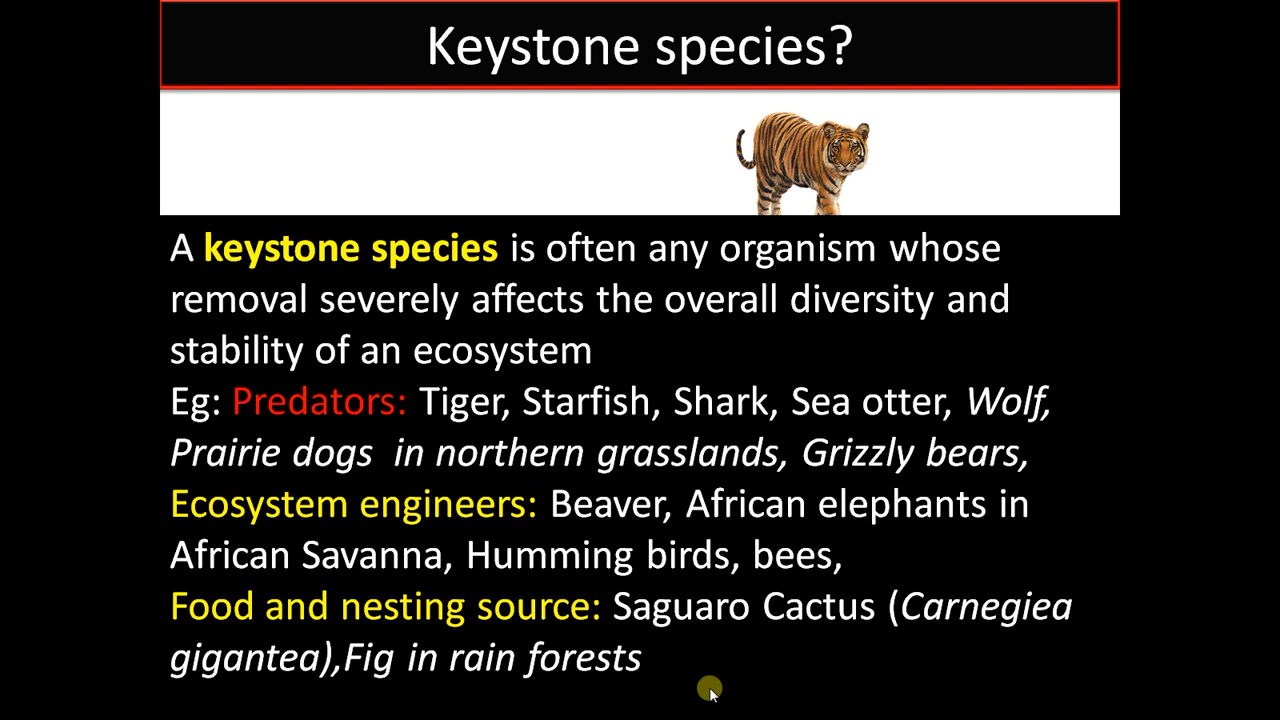 Keystone species?
A keystone species is often any organism whose
removal severely affects the overall diversity and
stability of an ecosystem
Eg: Predators: Tiger, Starfish, Shark, Sea otter, Wolf,
Prairie dogs  in northern grasslands, Grizzly bears,
Ecosystem engineers: Beaver, African elephants in
African Savanna, Humming birds, bees,
Food and nesting source: Saguaro Cactus (Carnegiea
gigantea),Fig in rain forests